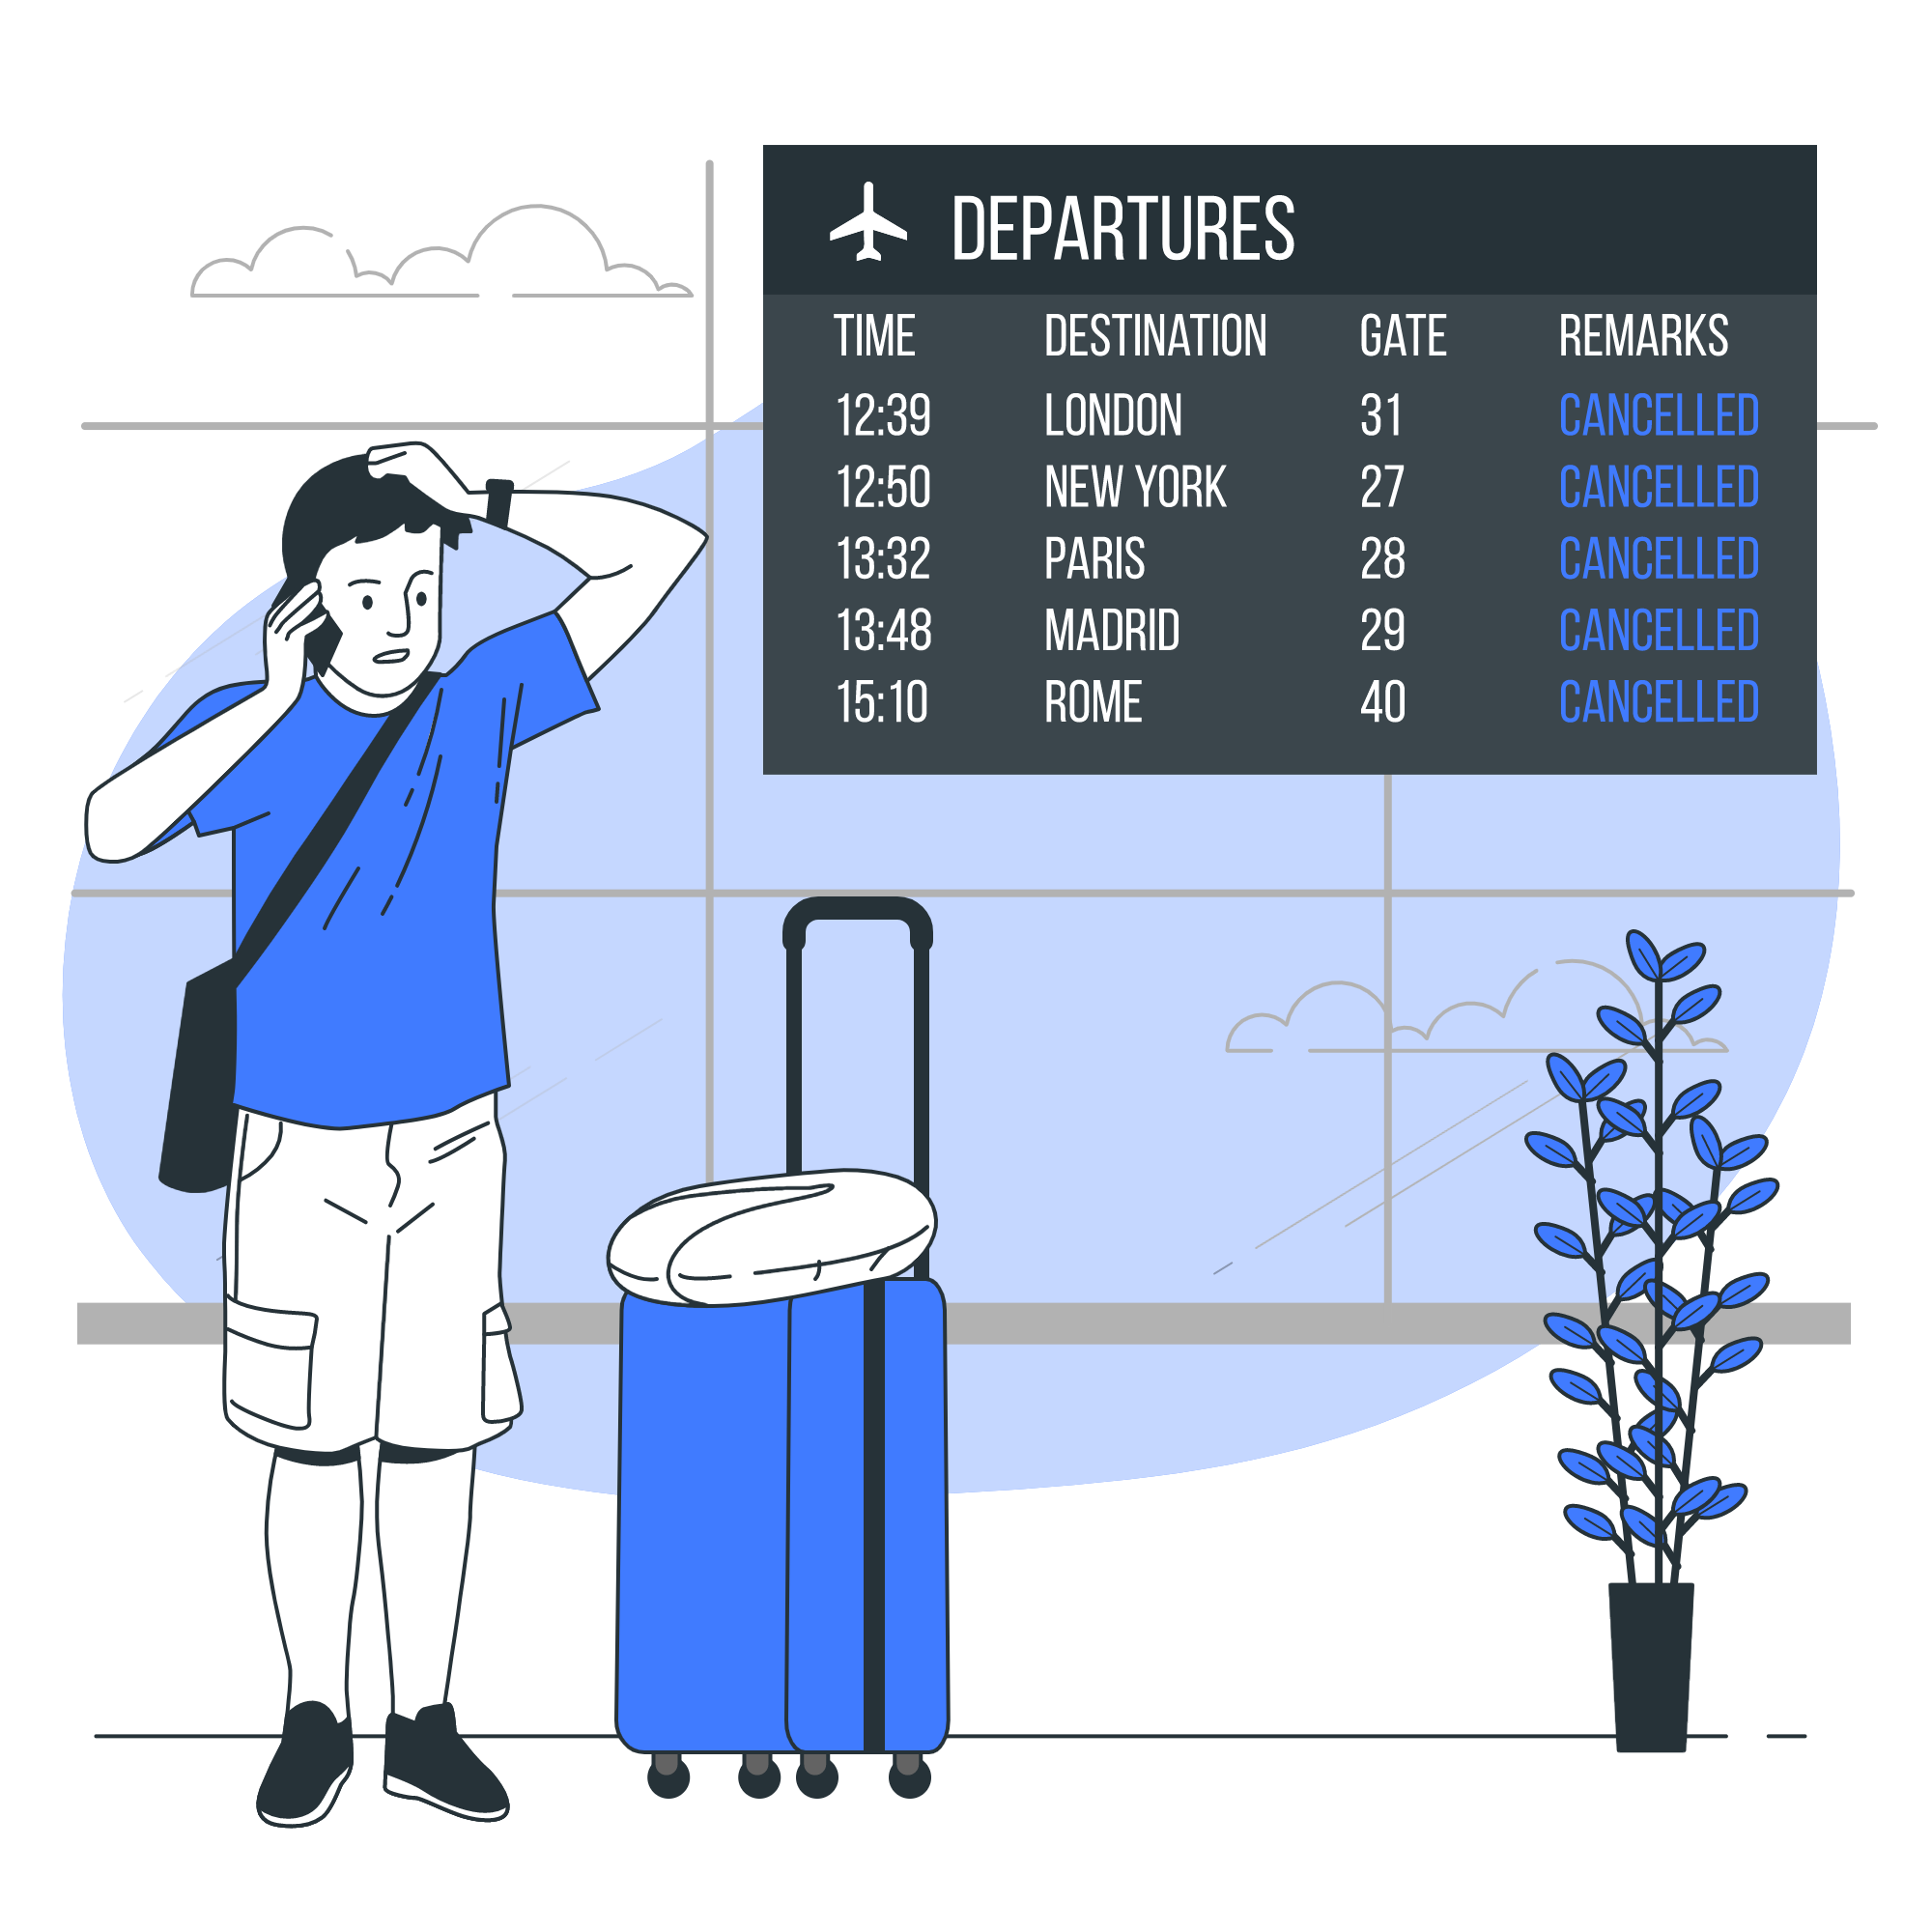 DEPARTURES
TIME DESTINATION GATE REMARKS
12:39 LONDON 31 CANCELLED
12:50 NEW YORK 27 CANCELLED
13:32 PARIS 28 CANCELLED
13:48 MADRID 29 CANCELLED
15:10 ROME 40 CANCELLED